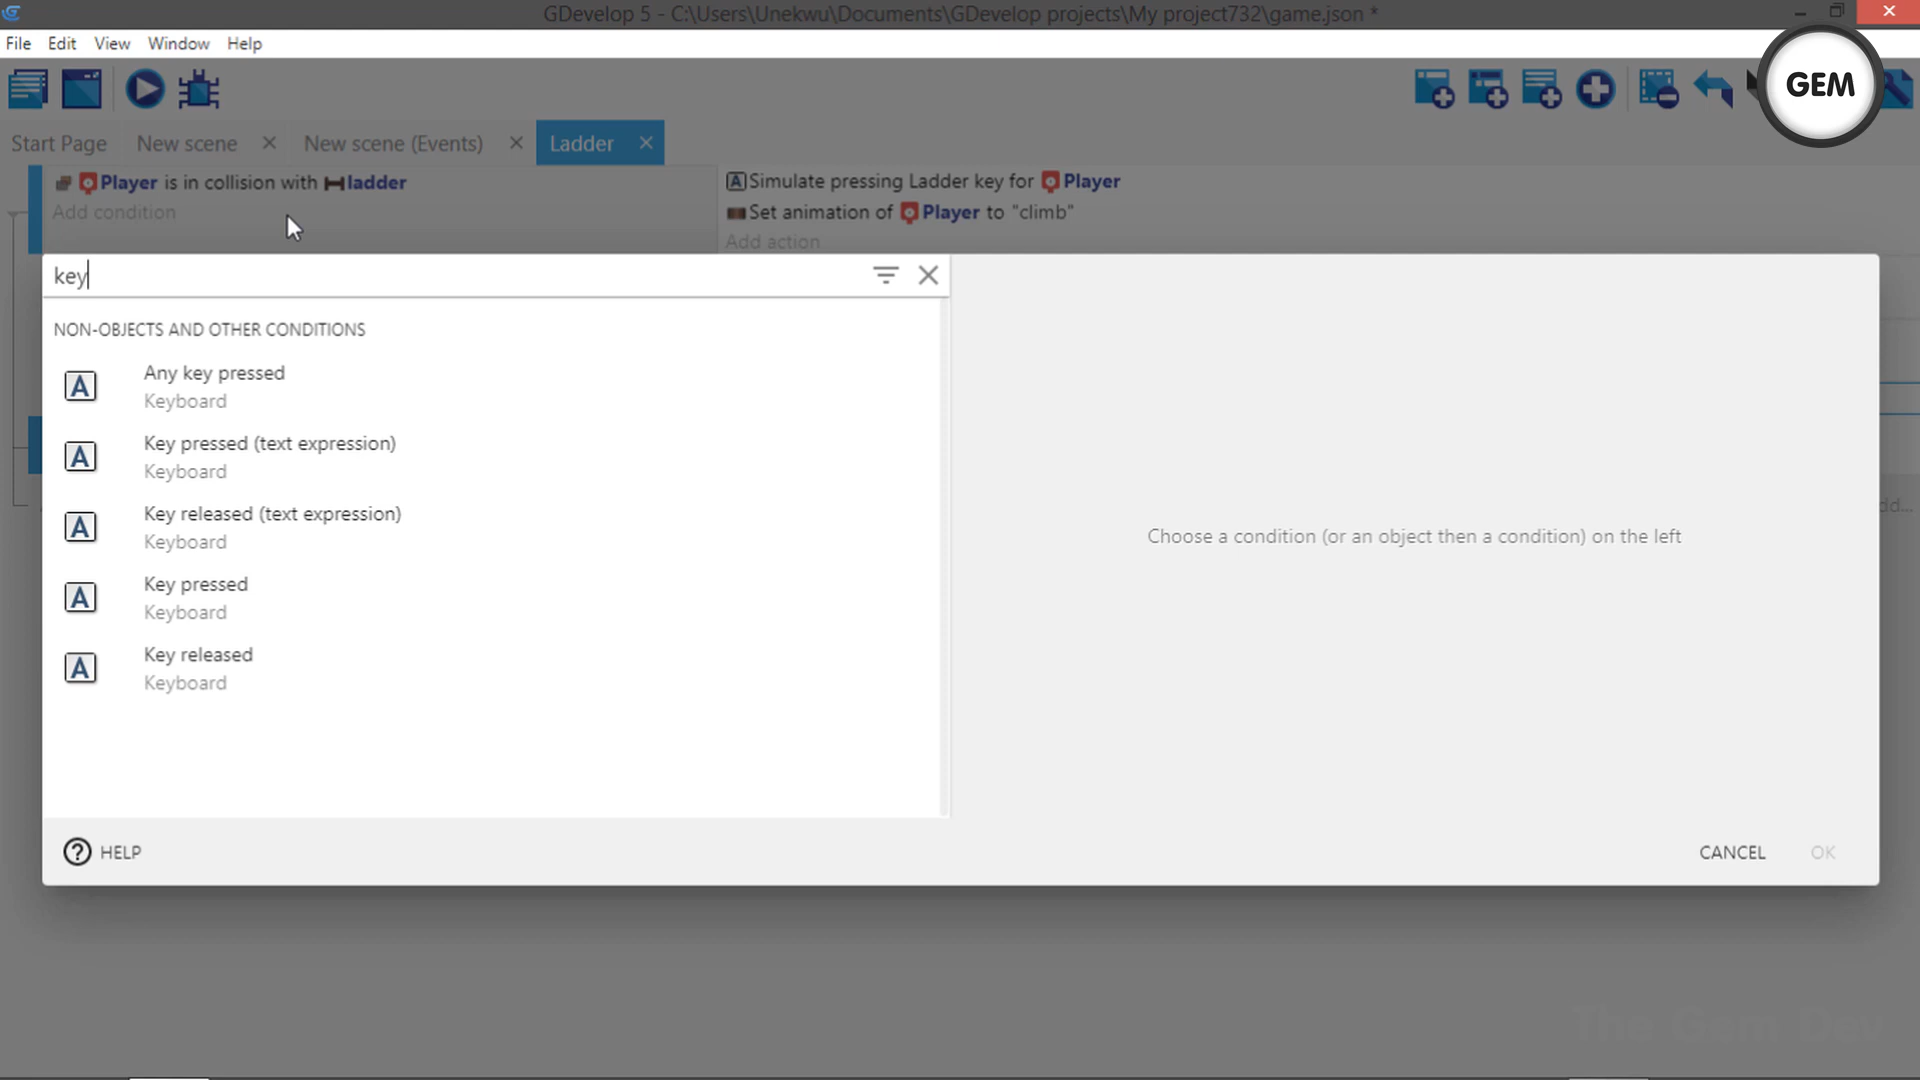 GDevelop 5 - C:\Users\Unekwu\Documents\GDevelop projects\My project732\game.json *
File Edit View Window Help
GEM
Start Page New scene New scene (Events) Ladder
Player is in collision with ladder
Simulate pressing Ladder key for Player
Add condition
Set animation of Player to "climb"
Add action
key
NON-OBJECTS AND OTHER CONDITIONS
Any key pressed
Keyboard
Key pressed (text expression)
Keyboard
Key released (text expression)
Keyboard
Key pressed
Keyboard
Key released
Keyboard
Choose a condition (or an object then a condition) on the left
HELP
CANCEL OK
The Gem Dev